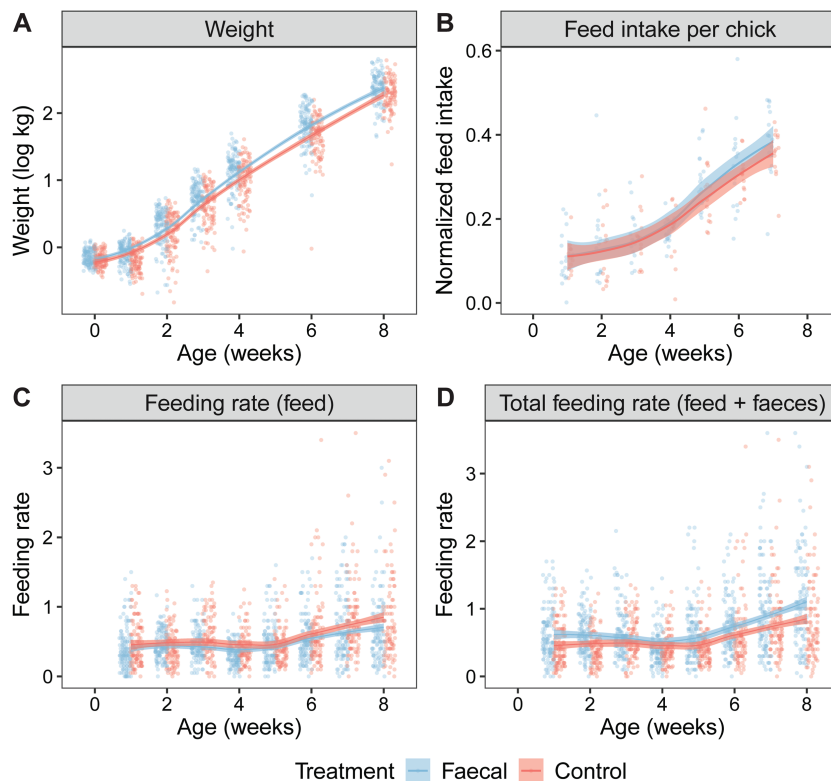 A
Weight
Weight (log kg)
2
1
0
0
2
4
6
8
Age (weeks)
B
Feed intake per chick
Normalized feed intake
0.6
0.4
0.2
0.0
0
2
4
6
8
Age (weeks)
C
Feeding rate (feed)
Feeding rate
3
2
1
0
0
2
4
6
8
Age (weeks)
D
Total feeding rate (feed + faeces)
Feeding rate
3
2
1
0
0
2
4
6
8
Age (weeks)
Treatment Faecal Control